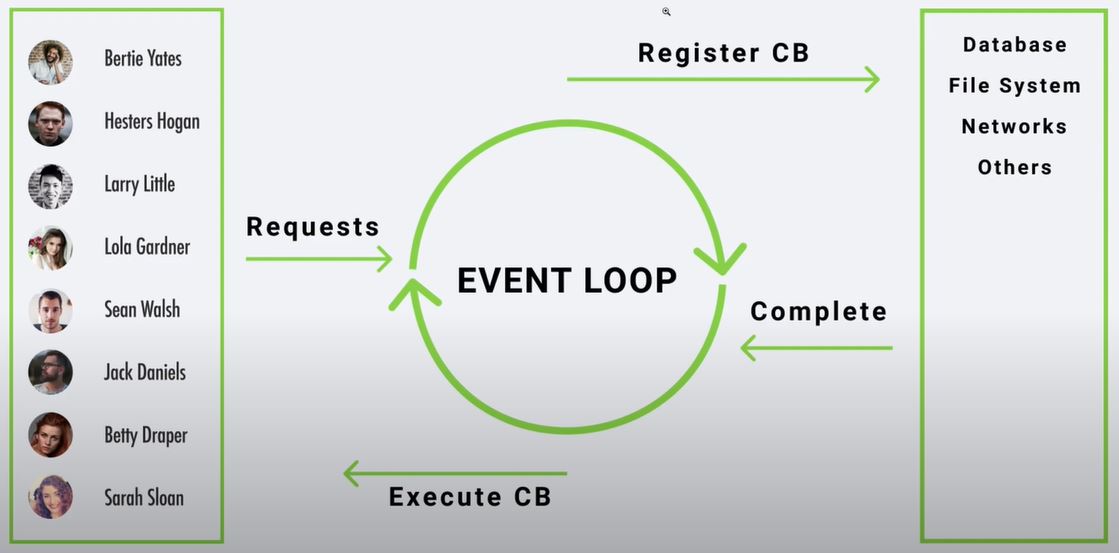 Bertie Yates
Hesters Hogan
Larry Little
Lola Gardner
Sean Walsh
Jack Daniels
Betty Draper
Sarah Sloan
Requests
Register CB
EVENT LOOP
Complete
Execute CB
Database
File System
Networks
Others